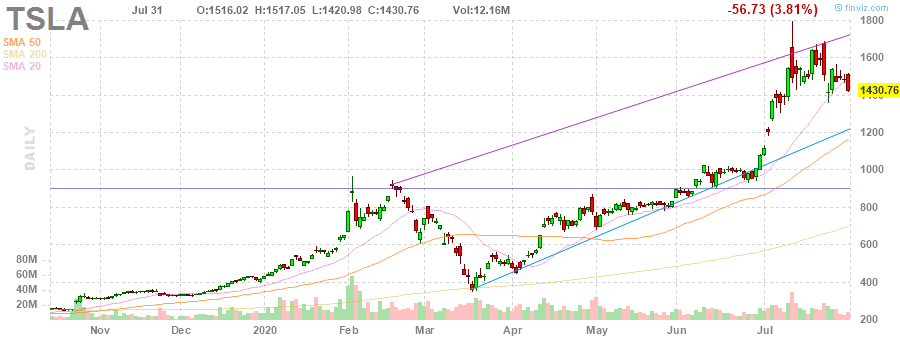 TSLA Jul 31 O:1516.02 H:1517.05 L:1420.98 C:1430.76 Vol:12.16M -56.73 (3.81%) © finviz.com
SMA 50
SMA 200
SMA 20
DAILY
1800
1600
1430.76
1400
1200
1000
800
600
400
200
80M
60M
40M
20M
Nov Dec 2020 Feb Mar Apr May Jun Jul